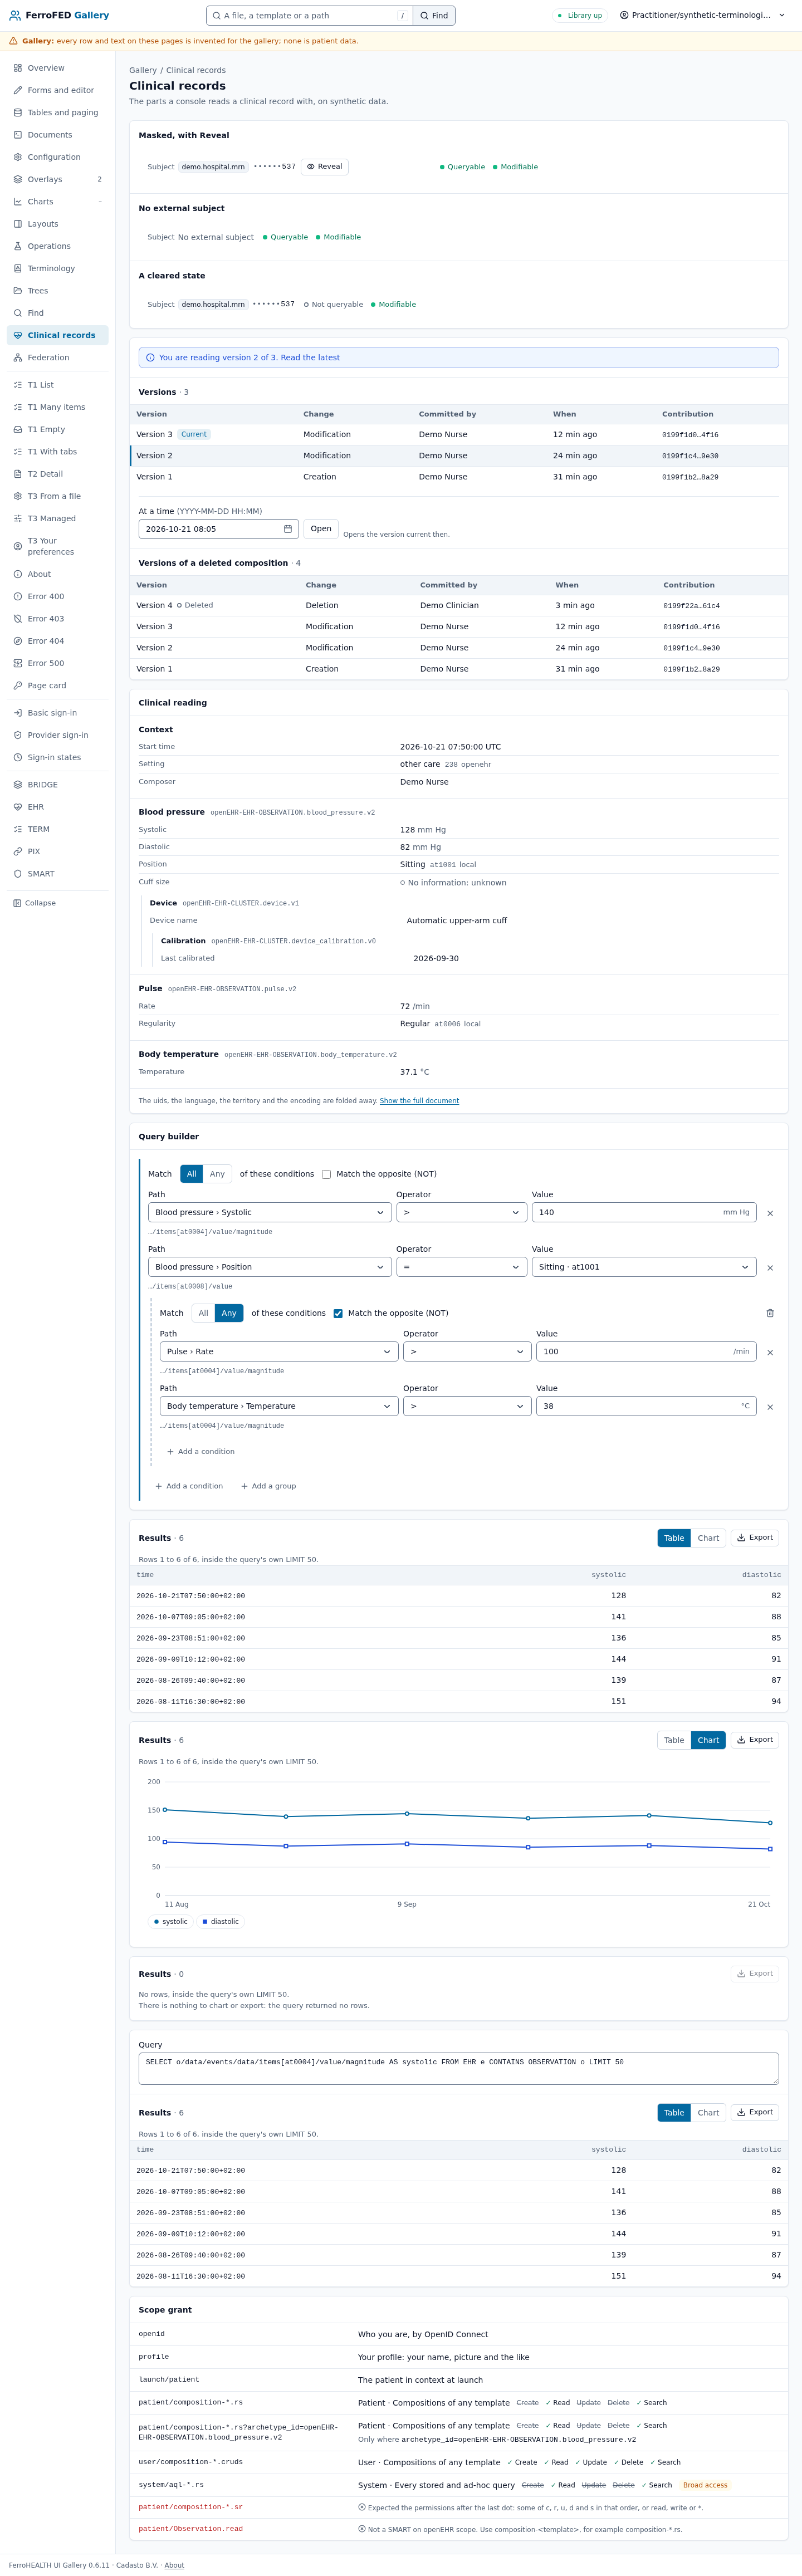 FerroFED Gallery
A file, a template or a path
/
Find
Library up
Practitioner/synthetic-terminologi...
Gallery: every row and text on these pages is invented for the gallery; none is patient data.
Overview
Forms and editor
Tables and paging
Documents
Configuration
Overlays 2
Charts -
Layouts
Operations
Terminology
Trees
Find
Clinical records
Federation
T1 List
T1 Many items
T1 Empty
T1 With tabs
T2 Detail
T3 From a file
T3 Managed
T3 Your preferences
About
Error 400
Error 403
Error 404
Error 500
Page card
Basic sign-in
Provider sign-in
Sign-in states
BRIDGE
EHR
TERM
PIX
SMART
Collapse
Gallery / Clinical records
Clinical records
The parts a console reads a clinical record with, on synthetic data.
Masked, with Reveal
Subject demo.hospital.mrn ••••••537 Reveal Queryable Modifiable
No external subject
Subject No external subject Queryable Modifiable
A cleared state
Subject demo.hospital.mrn ••••••537 Not queryable Modifiable
You are reading version 2 of 3. Read the latest
Versions · 3
Version Change Committed by When Contribution
Version 3 Current Modification Demo Nurse 12 min ago 0199f1d0…4f16
Version 2 Modification Demo Nurse 24 min ago 0199f1c4…9e30
Version 1 Creation Demo Nurse 31 min ago 0199f1b2…8a29
At a time (YYYY-MM-DD HH:MM)
2026-10-21 08:05 Open Opens the version current then.
Versions of a deleted composition · 4
Version Change Committed by When Contribution
Version 4 Deleted Deletion Demo Clinician 3 min ago 0199f22a…61c4
Version 3 Modification Demo Nurse 12 min ago 0199f1d0…4f16
Version 2 Modification Demo Nurse 24 min ago 0199f1c4…9e30
Version 1 Creation Demo Nurse 31 min ago 0199f1b2…8a29
Clinical reading
Context
Start time 2026-10-21 07:50:00 UTC
Setting other care 238 openehr
Composer Demo Nurse
Blood pressure openEHR-EHR-OBSERVATION.blood_pressure.v2
Systolic 128 mm Hg
Diastolic 82 mm Hg
Position Sitting at1001 local
Cuff size No information: unknown
Device openEHR-EHR-CLUSTER.device.v1
Device name Automatic upper-arm cuff
Calibration openEHR-EHR-CLUSTER.device_calibration.v0
Last calibrated 2026-09-30
Pulse openEHR-EHR-OBSERVATION.pulse.v2
Rate 72 /min
Regularity Regular at0006 local
Body temperature openEHR-EHR-OBSERVATION.body_temperature.v2
Temperature 37.1 °C
The uids, the language, the territory and the encoding are folded away. Show the full document
Query builder
Match All Any of these conditions Match the opposite (NOT)
Path Operator Value
Blood pressure › Systolic > 140 mm Hg
…/items[at0004]/value/magnitude
Path Operator Value
Blood pressure › Position = Sitting · at1001
…/items[at0008]/value
Match All Any of these conditions Match the opposite (NOT)
Path Operator Value
Pulse › Rate > 100 /min
…/items[at0004]/value/magnitude
Path Operator Value
Body temperature › Temperature > 38 °C
…/items[at0004]/value/magnitude
Add a condition
Add a condition Add a group
Results · 6 Table Chart Export
Rows 1 to 6 of 6, inside the query's own LIMIT 50.
time systolic diastolic
2026-10-21T07:50:00+02:00 128 82
2026-10-07T09:05:00+02:00 141 88
2026-09-23T08:51:00+02:00 136 85
2026-09-09T10:12:00+02:00 144 91
2026-08-26T09:40:00+02:00 139 87
2026-08-11T16:30:00+02:00 151 94
Results · 6 Table Chart Export
Rows 1 to 6 of 6, inside the query's own LIMIT 50.
200
150
100
50
0
11 Aug 9 Sep 21 Oct
systolic diastolic
Results · 0 Export
No rows, inside the query's own LIMIT 50.
There is nothing to chart or export: the query returned no rows.
Query
SELECT o/data/events/data/items[at0004]/value/magnitude AS systolic FROM EHR e CONTAINS OBSERVATION o LIMIT 50
Results · 6 Table Chart Export
Rows 1 to 6 of 6, inside the query's own LIMIT 50.
time systolic diastolic
2026-10-21T07:50:00+02:00 128 82
2026-10-07T09:05:00+02:00 141 88
2026-09-23T08:51:00+02:00 136 85
2026-09-09T10:12:00+02:00 144 91
2026-08-26T09:40:00+02:00 139 87
2026-08-11T16:30:00+02:00 151 94
Scope grant
openid Who you are, by OpenID Connect
profile Your profile: your name, picture and the like
launch/patient The patient in context at launch
patient/composition-*.rs Patient · Compositions of any template Create ✓ Read Update Delete ✓ Search
patient/composition-*.rs?archetype_id=openEHR-EHR-OBSERVATION.blood_pressure.v2 Patient · Compositions of any template Create ✓ Read Update Delete ✓ Search
Only where archetype_id=openEHR-EHR-OBSERVATION.blood_pressure.v2
user/composition-*.cruds User · Compositions of any template ✓ Create ✓ Read ✓ Update ✓ Delete ✓ Search
system/aql-*.rs System · Every stored and ad-hoc query Create ✓ Read Update Delete ✓ Search Broad access
patient/composition-*.sr Expected the permissions after the last dot: some of c, r, u, d and s in that order, or read, write or *.
patient/Observation.read Not a SMART on openEHR scope. Use composition-<template>, for example composition-*.rs.
FerroHEALTH UI Gallery 0.6.11 · Cadasto B.V. · About